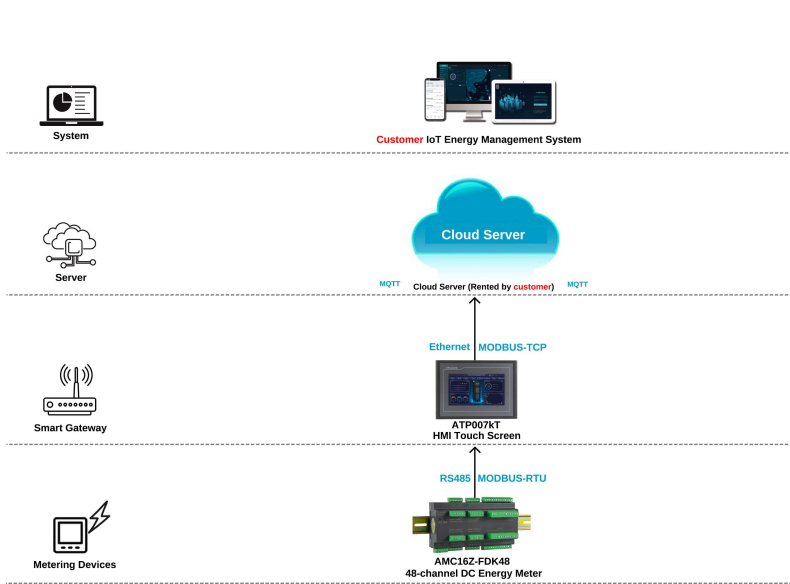 System
Customer IoT Energy Management System
Cloud Server
Server
MQTT Cloud Server (Rented by customer) MQTT
Ethernet MODBUS-TCP
Smart Gateway
ATP007kT
HMI Touch Screen
RS485 MODBUS-RTU
Metering Devices
AMC16Z-FDK48
48-channel DC Energy Meter